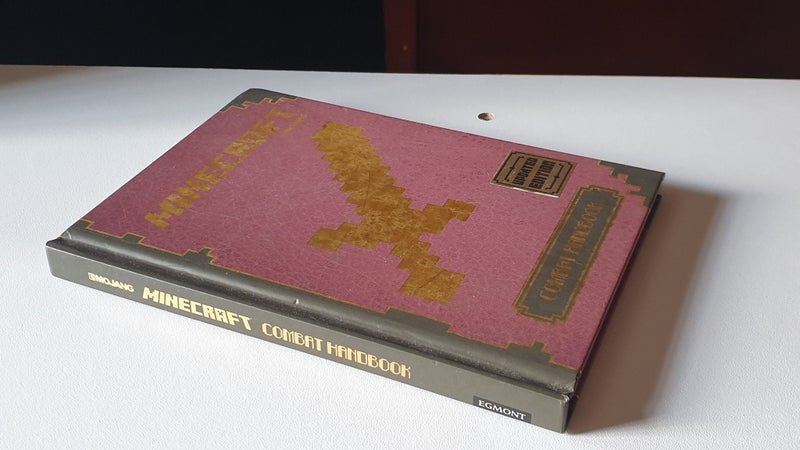 MINECRAFT
UPDATED
EDITION
COMBAT HANDBOOK
MOJANG MINECRAFT COMBAT HANDBOOK
EGMONT